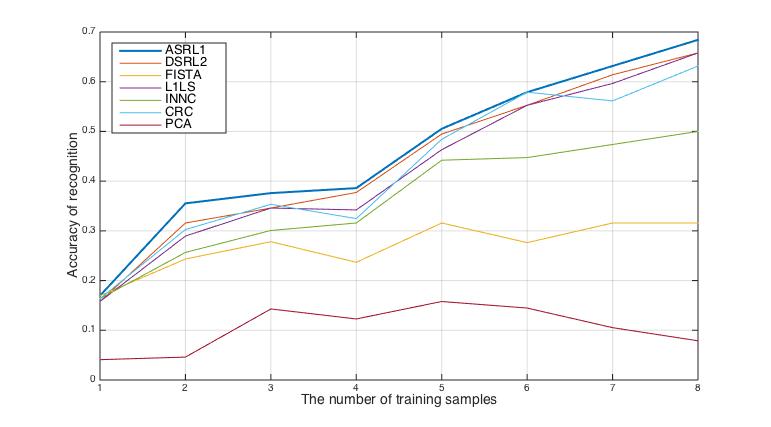 0.7
0.6
0.5
0.4
0.3
0.2
0.1
0
Accuracy of recognition
ASRL1
DSRL2
FISTA
L1LS
INNC
CRC
PCA
1 2 3 4 5 6 7 8
The number of training samples